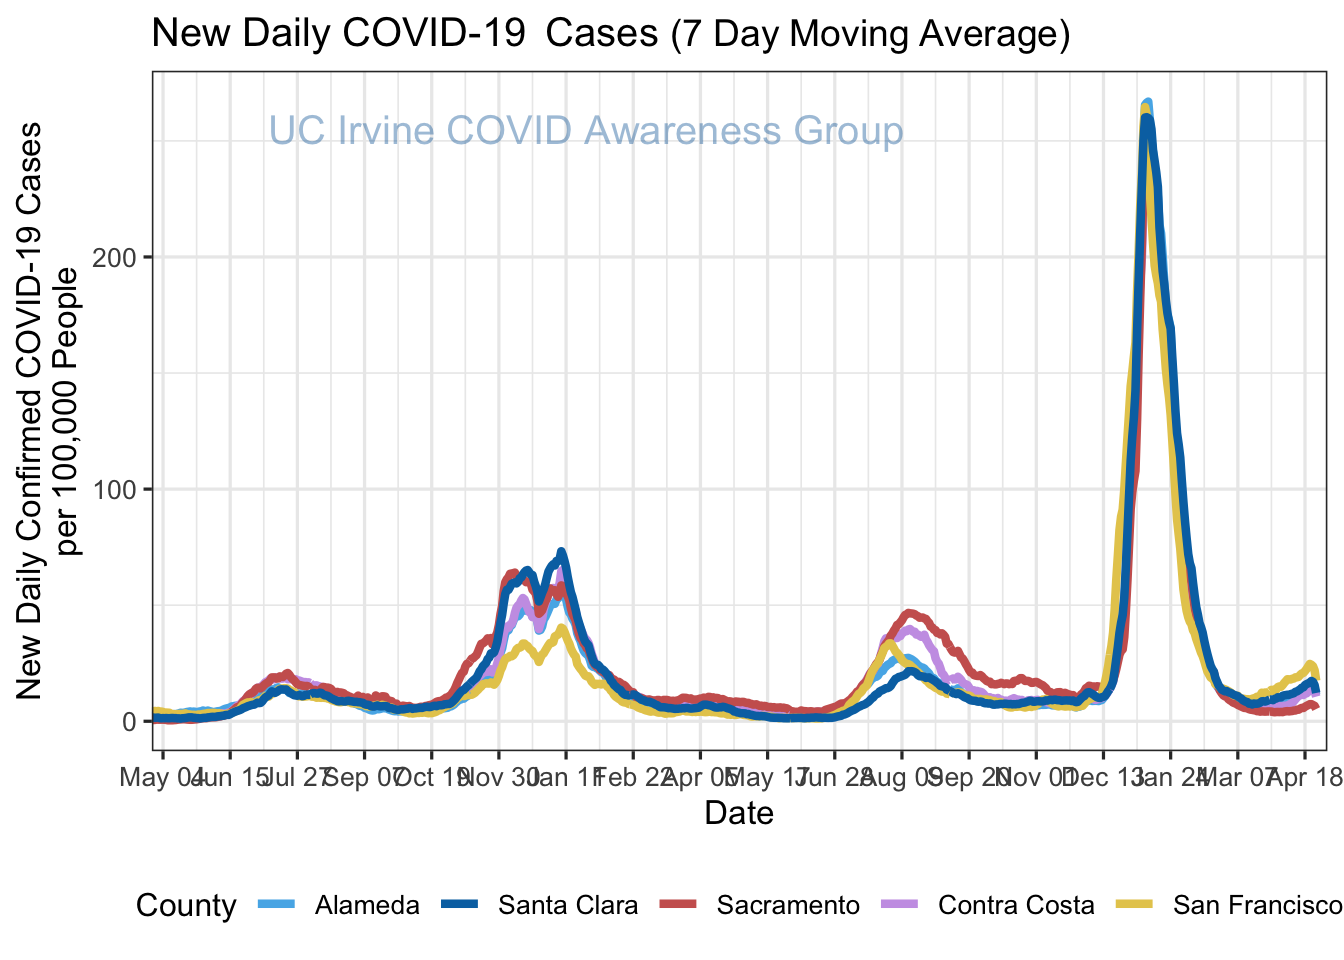 New Daily COVID-19  Cases (7 Day Moving Average)
UC Irvine COVID Awareness Group
New Daily Confirmed COVID-19 Cases
per 100,000 People
200
100
0
May 04 Jun 15 Jul 27 Sep 07 Oct 19 Nov 30 Jan 11 Feb 22 Apr 05 May 17 Jun 28 Aug 09 Sep 20 Nov 01 Dec 13 Jan 24 Mar 07 Apr 18
Date
County Alameda Santa Clara Sacramento Contra Costa San Francisco